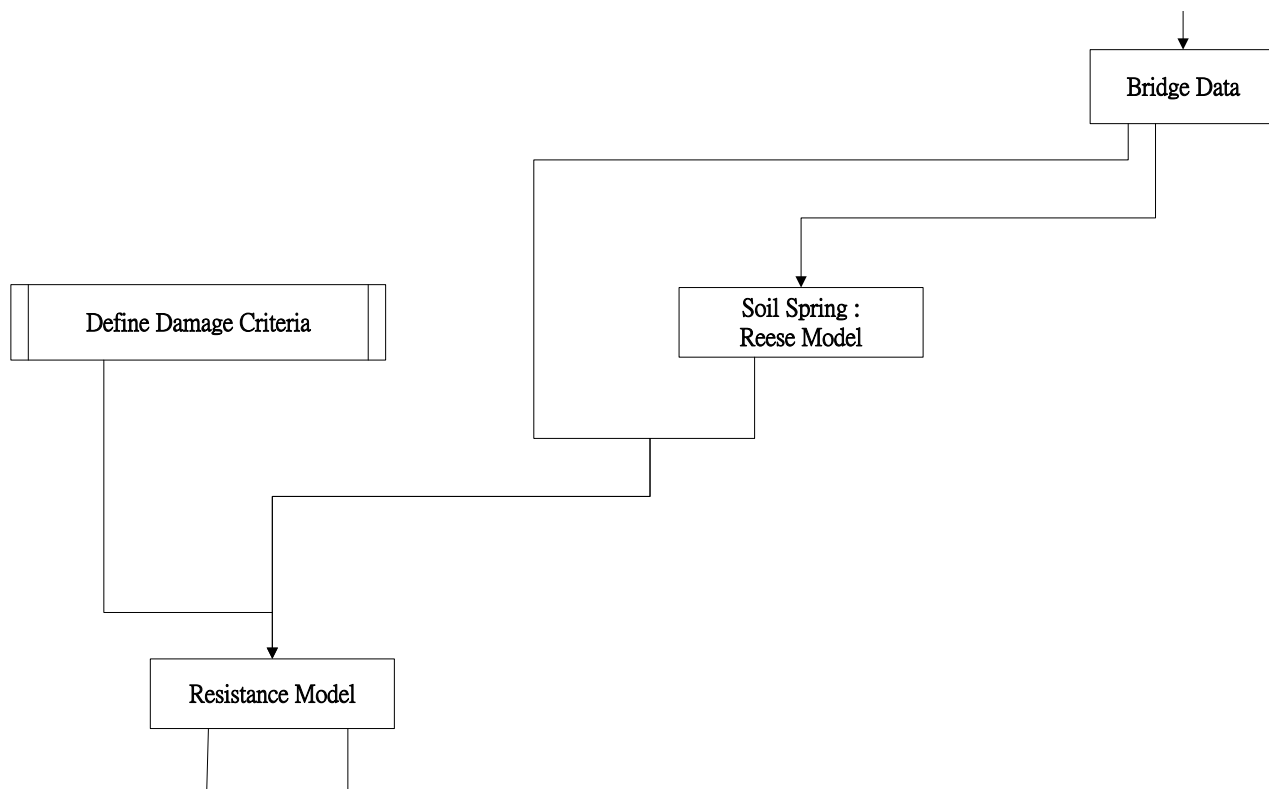 Bridge Data
Soil Spring :
Reese Model
Define Damage Criteria
Resistance Model